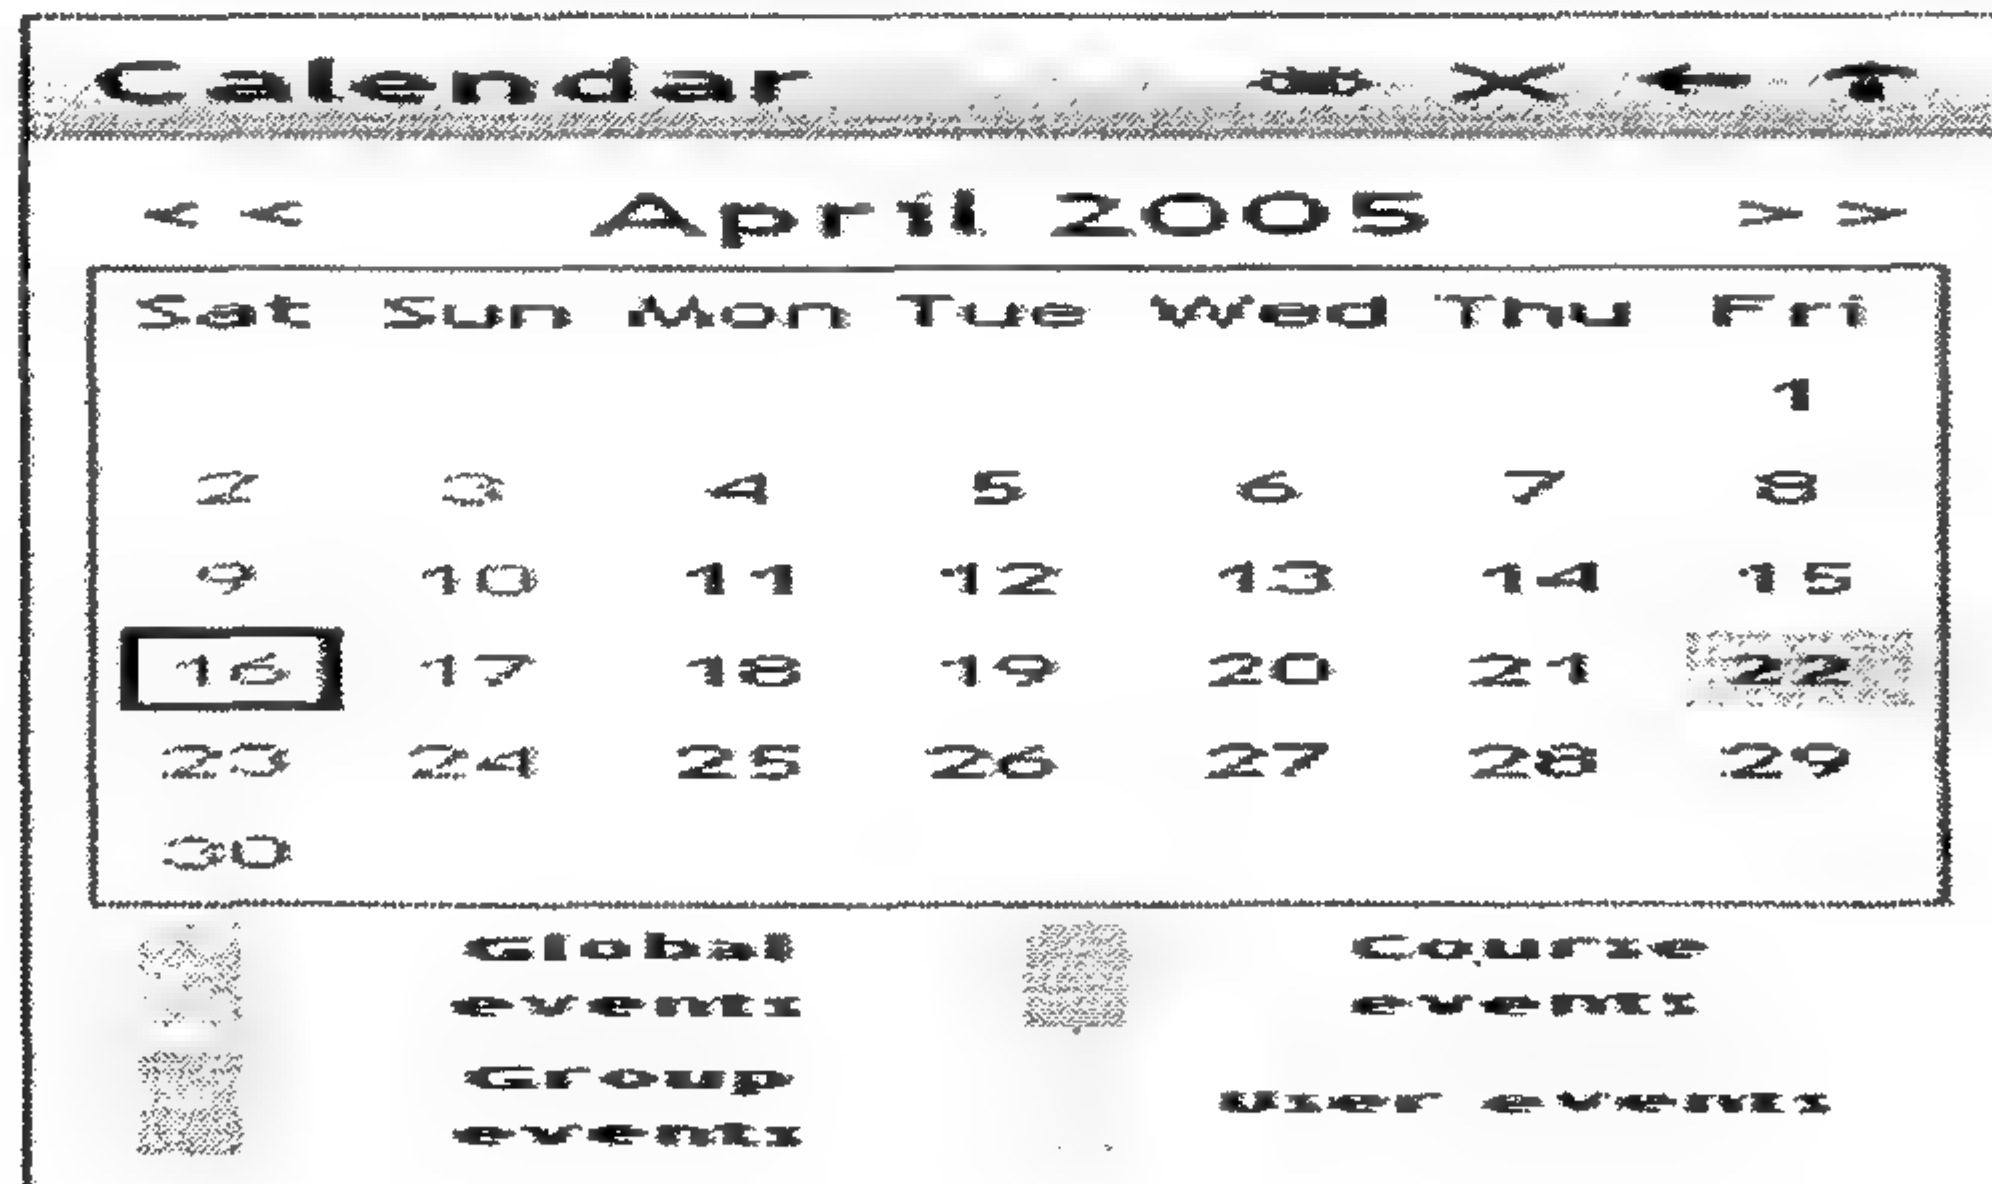 Calendar
<< April 2005 >>
Sat Sun Mon Tue Wed Thu Fri
1
2 3 4 5 6 7 8
9 10 11 12 13 14 15
16 17 18 19 20 21 22
23 24 25 26 27 28 29
30
Global events
Course events
Group events
User events